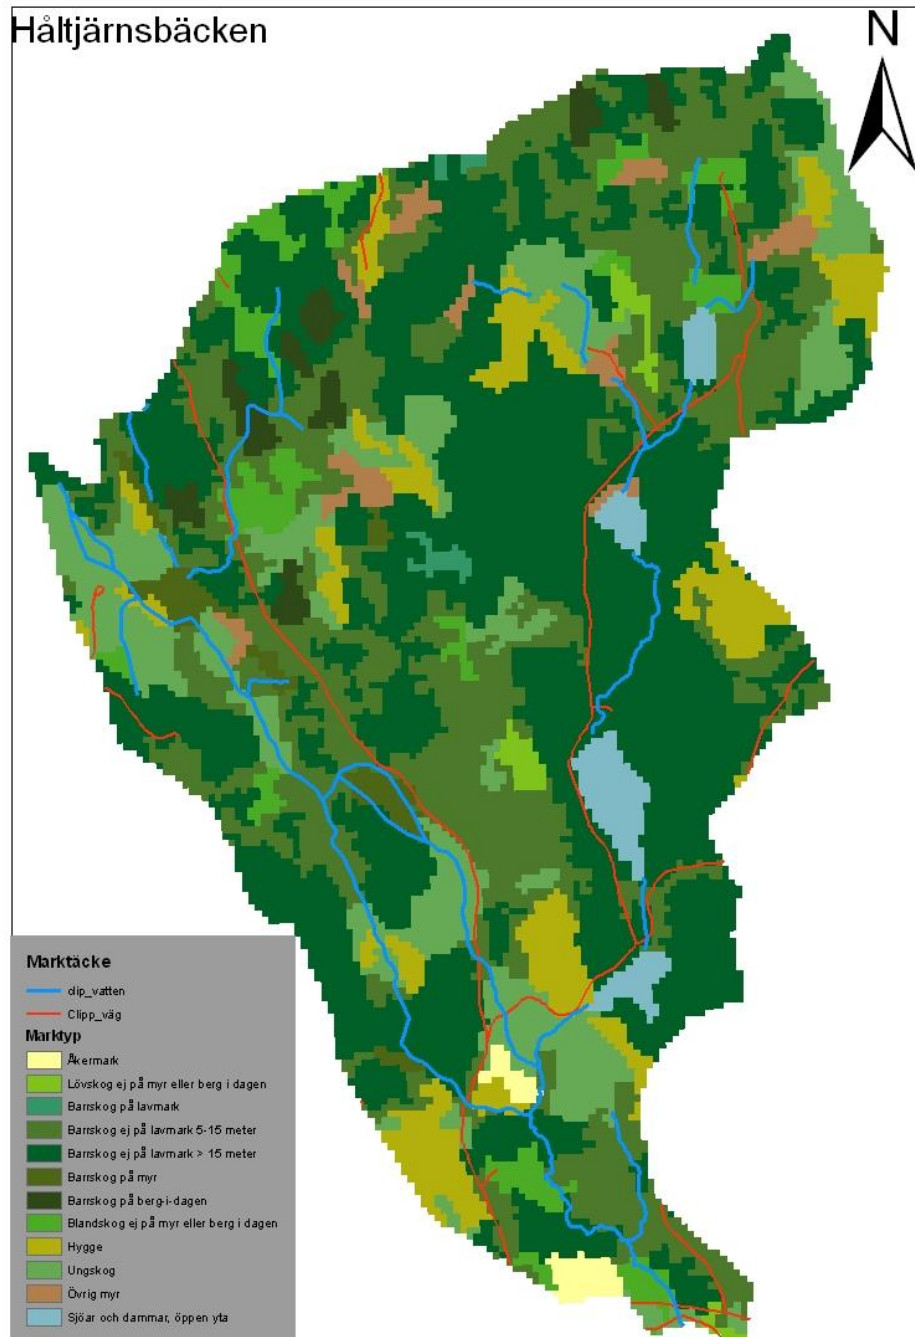 Håltjärnsbäcken
N
Marktäcke
clip_vatten
Clipp_väg
Marktyp
Åkermark
Lövskog ej på myr eller berg i dagen
Barrskog på lavmark
Barrskog ej på lavmark 5-15 meter
Barrskog ej på lavmark > 15 meter
Barrskog på myr
Barrskog på berg-i-dagen
Blandskog ej på myr eller berg i dagen
Hygge
Ungskog
Övrig myr
Sjöar och dammar, öppen yta